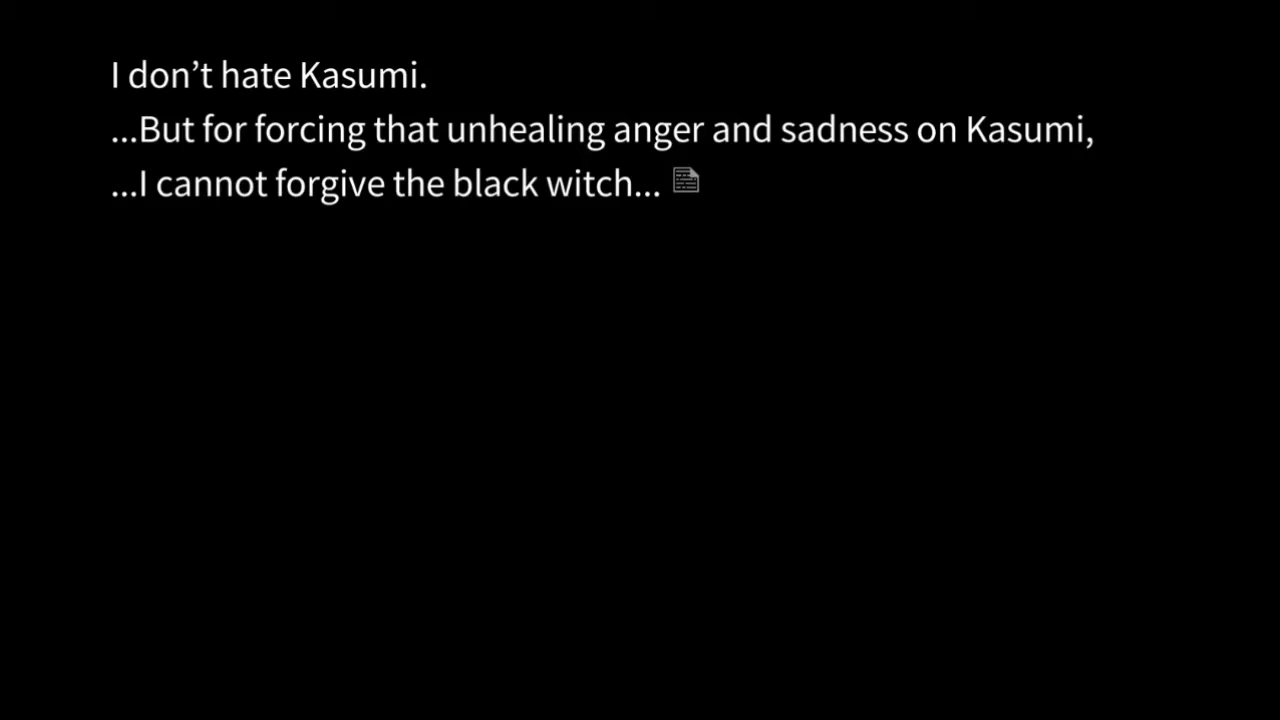 I don’t hate Kasumi.
...But for forcing that unhealing anger and sadness on Kasumi,
...I cannot forgive the black witch...